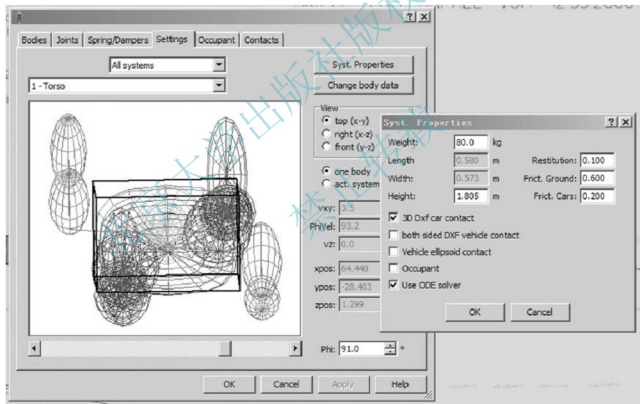 Bodies Joints Spring/Dampers Settings Occupant Contacts
All systems
1 - Torso
Syst. Properties
Change body data
View
top (x-y)
right (x-z)
front (y-z)
one body
act. system
vxy: 3.5
PhiVel: 93.2
vz: 0.0
xpos: 64.440
ypos: -28.403
zpos: 1.299
Phi: 91.0 °
OK Cancel Apply Help
Syst. Properties
Weight: 80.0 kg
Length 0.580 m Restitution: 0.100
Width: 0.573 m Frict. Ground: 0.600
Height: 1.805 m Frict. Cars: 0.200
3D Dxf car contact
both sided DXF vehicle contact
Vehicle ellipsoid contact
Occupant
Use ODE solver
OK Cancel